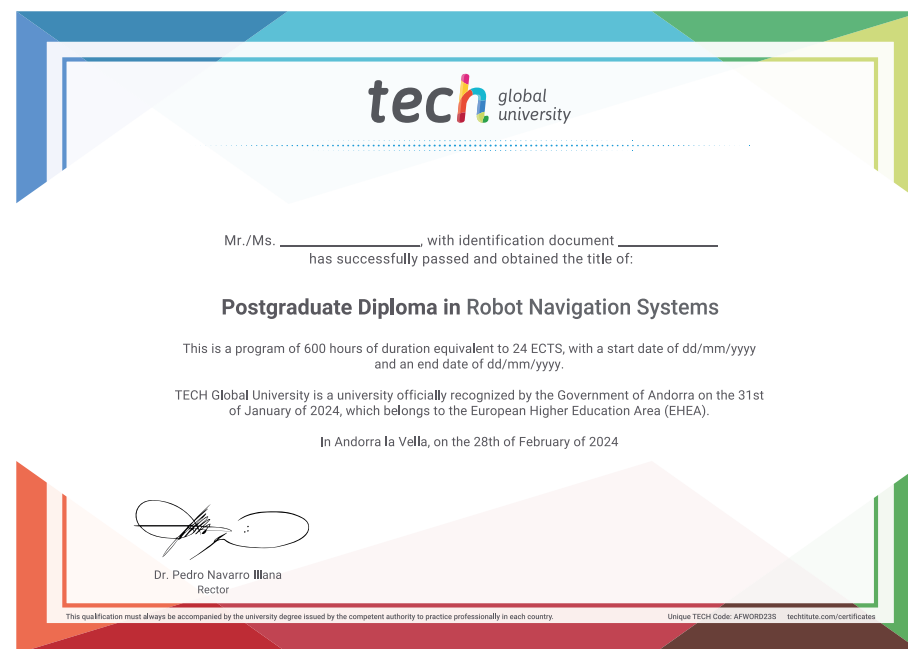 tech global university
Mr./Ms. ____________, with identification document ____________
has successfully passed and obtained the title of:
Postgraduate Diploma in Robot Navigation Systems
This is a program of 600 hours of duration equivalent to 24 ECTS, with a start date of dd/mm/yyyy
and an end date of dd/mm/yyyy.
TECH Global University is a university officially recognized by the Government of Andorra on the 31st
of January of 2024, which belongs to the European Higher Education Area (EHEA).
In Andorra la Vella, on the 28th of February of 2024
Dr. Pedro Navarro Illana
Rector
This qualification must always be accompanied by the university degree issued by the competent authority to practice professionally in each country.
Unique TECH Code: AFWORD23S techtitute.com/certificates